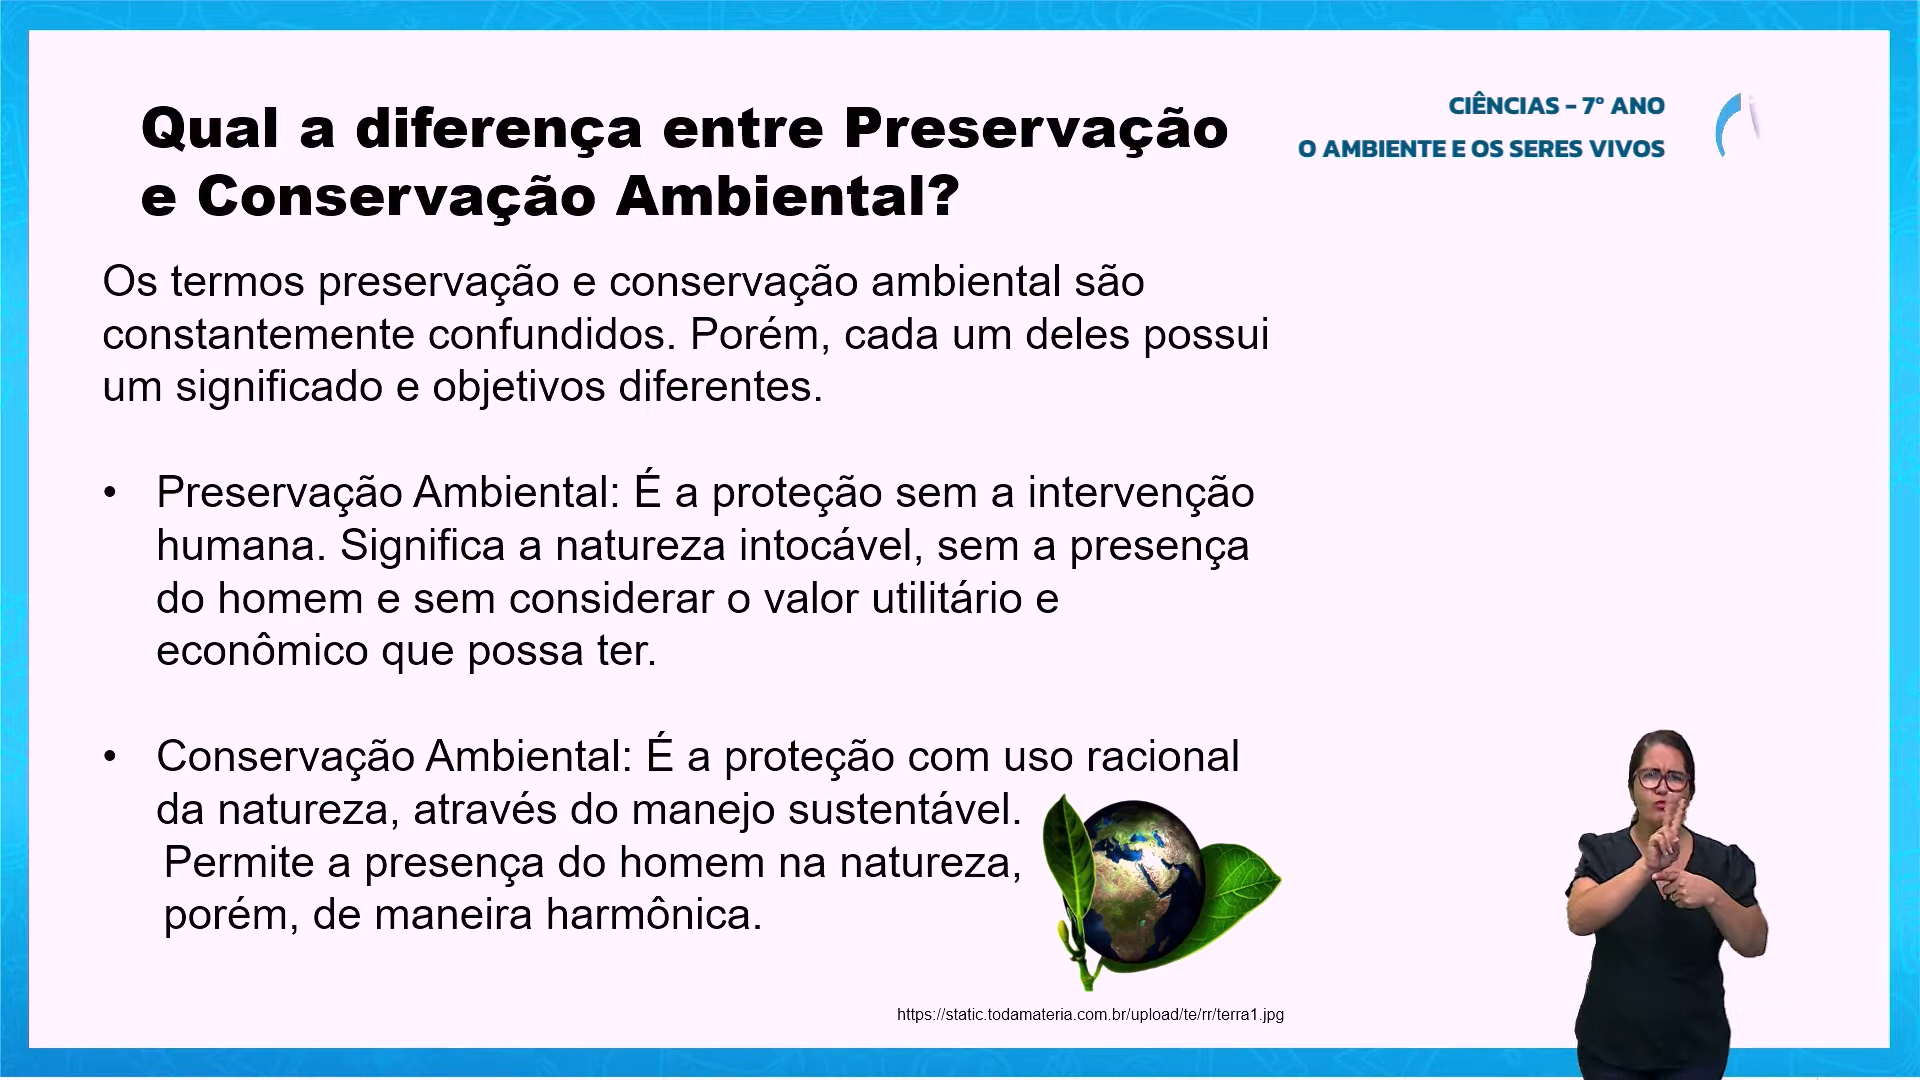 Qual a diferença entre Preservação
e Conservação Ambiental?
CIÊNCIAS – 7º ANO
O AMBIENTE E OS SERES VIVOS
Os termos preservação e conservação ambiental são
constantemente confundidos. Porém, cada um deles possui
um significado e objetivos diferentes.
• Preservação Ambiental: É a proteção sem a intervenção
humana. Significa a natureza intocável, sem a presença
do homem e sem considerar o valor utilitário e
econômico que possa ter.
• Conservação Ambiental: É a proteção com uso racional
da natureza, através do manejo sustentável.
Permite a presença do homem na natureza,
porém, de maneira harmônica.
https://static.todamateria.com.br/upload/te/rr/terra1.jpg